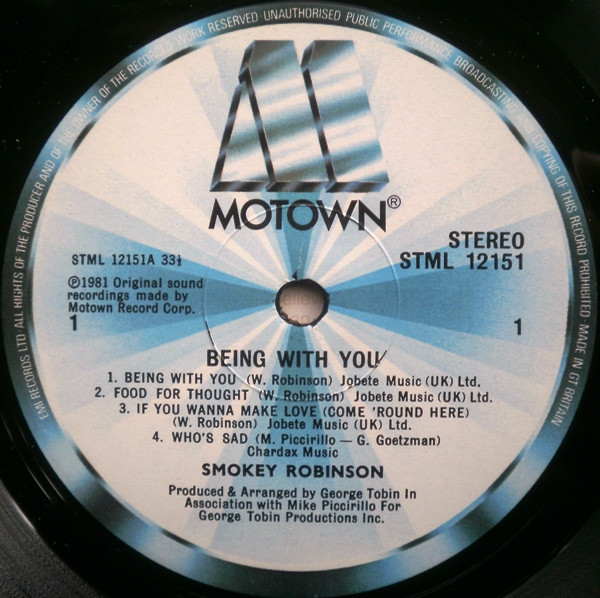 EMI RECORDS LTD ALL RIGHTS OF THE PRODUCER AND OF THE OWNER OF THE RECORDED WORK RESERVED · UNAUTHORISED PUBLIC PERFORMANCE BROADCASTING AND COPYING OF THIS RECORD PROHIBITED · MADE IN GT BRITAIN
M
MOTOWN®
STML 12151A 33⅓
STEREO
STML 12151
℗1981 Original sound
recordings made by
Motown Record Corp.
1
1
BEING WITH YOU
1. BEING WITH YOU (W. Robinson) Jobete Music (UK) Ltd.
2. FOOD FOR THOUGHT (W. Robinson) Jobete Music (UK) Ltd.
3. IF YOU WANNA MAKE LOVE (COME 'ROUND HERE)
(W. Robinson) Jobete Music (UK) Ltd.
4. WHO'S SAD (M. Piccirillo — G. Goetzman)
Chardax Music
SMOKEY ROBINSON
Produced & Arranged by George Tobin In
Association with Mike Piccirillo For
George Tobin Productions Inc.